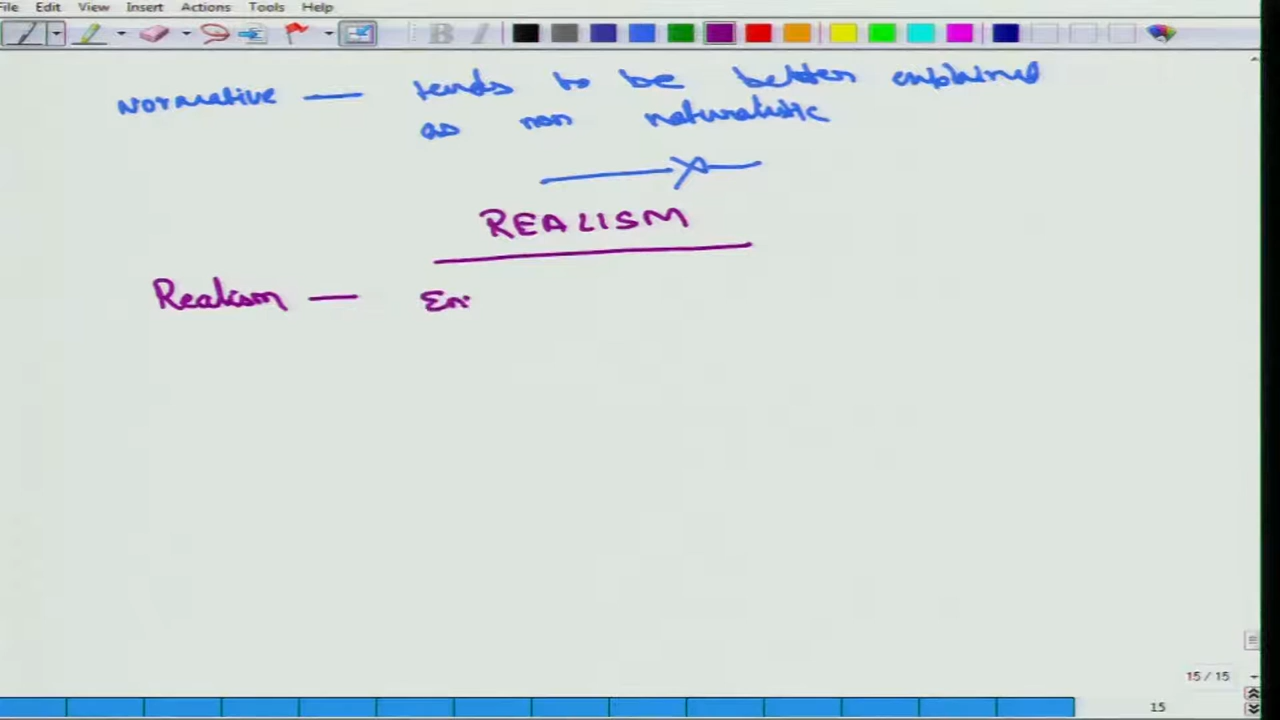 File Edit View Insert Actions Tools Help
Normative — tends to be better explained
as non naturalistic
REALISM
Realism —
15 / 15
15